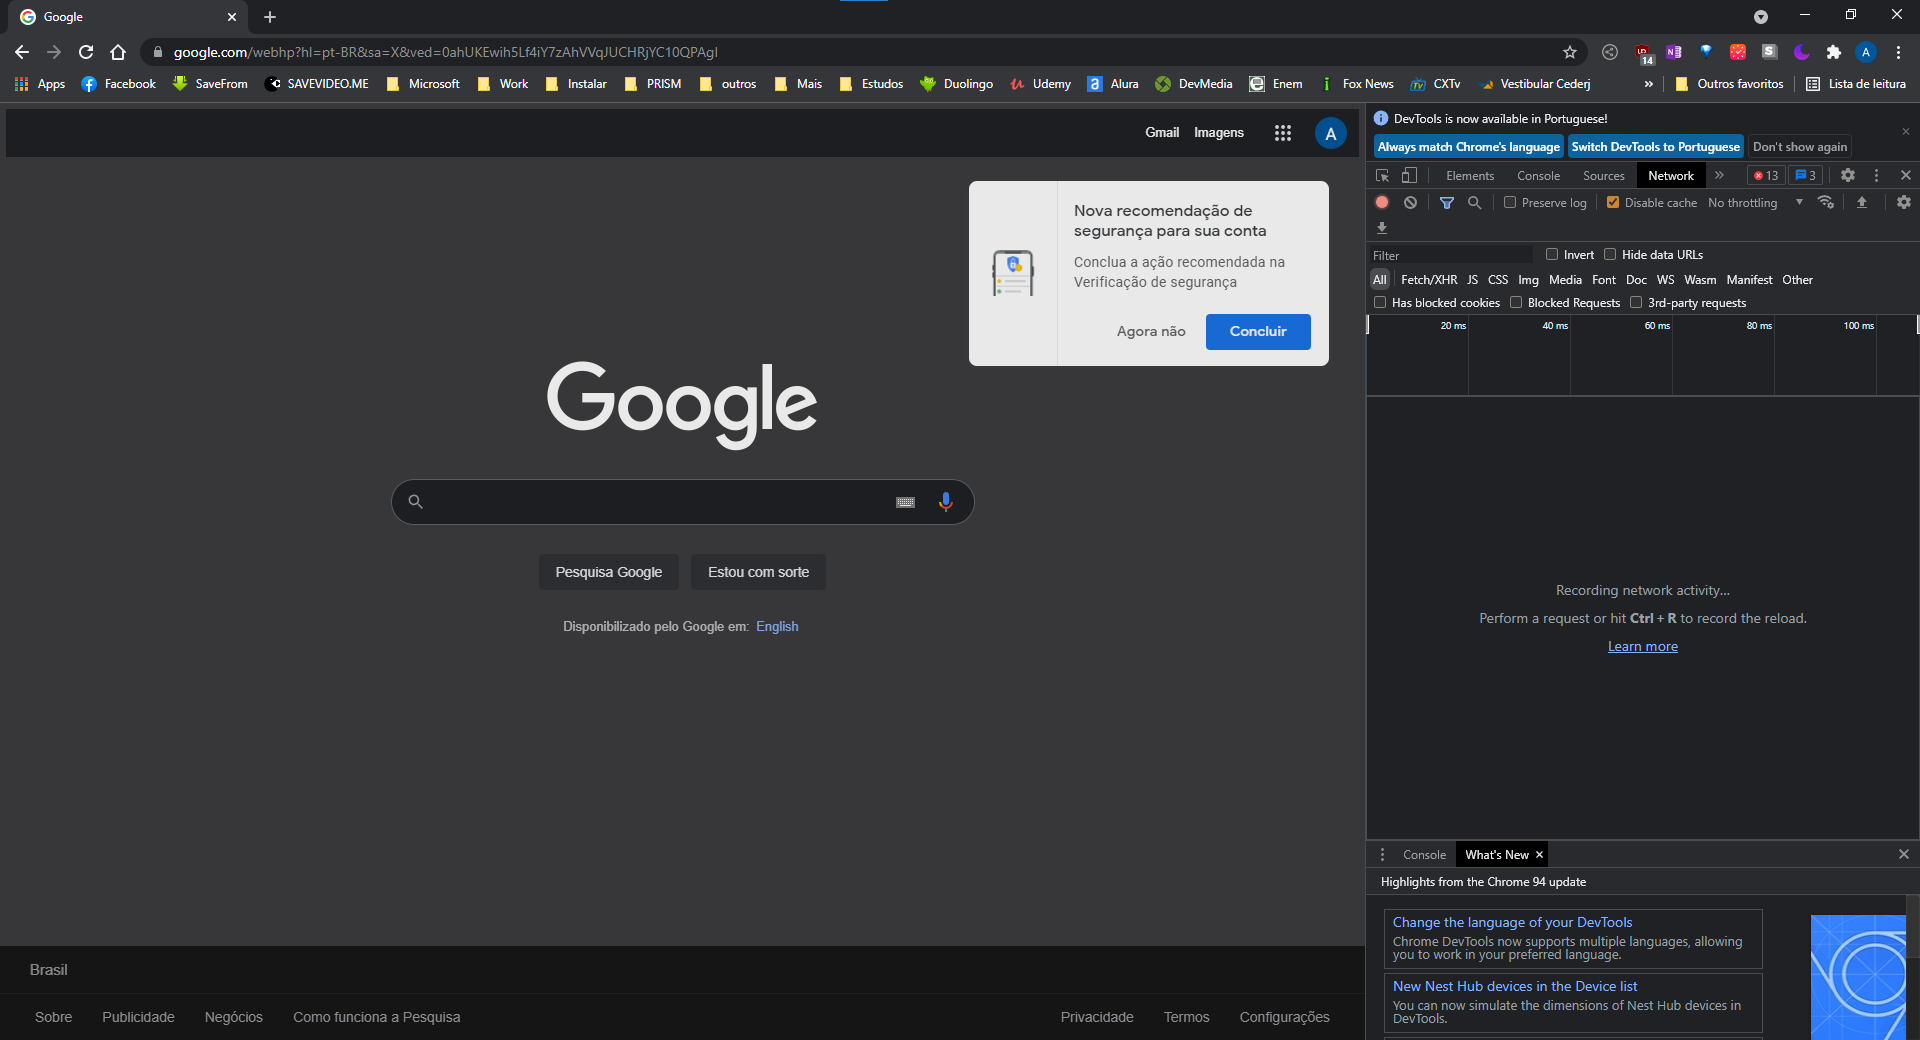 Google
google.com/webhp?hl=pt-BR&sa=X&ved=0ahUKEwih5Lf4iY7zAhVVqJUCHRjYC10QPAgI
14
A
Apps Facebook SaveFrom SAVEVIDEO.ME Microsoft Work Instalar PRISM outros Mais Estudos Duolingo Udemy Alura DevMedia Enem Fox News CXTv Vestibular Cederj » Outros favoritos Lista de leitura
Gmail Imagens A
Nova recomendação de
segurança para sua conta
Conclua a ação recomendada na
Verificação de segurança
Agora não Concluir
Google
Pesquisa Google Estou com sorte
Disponibilizado pelo Google em: English
Brasil
Sobre Publicidade Negócios Como funciona a Pesquisa Privacidade Termos Configurações
DevTools is now available in Portuguese!
Always match Chrome's language Switch DevTools to Portuguese Don't show again
Elements Console Sources Network » 13 3
Preserve log Disable cache No throttling
Filter Invert Hide data URLs
All Fetch/XHR JS CSS Img Media Font Doc WS Wasm Manifest Other
Has blocked cookies Blocked Requests 3rd-party requests
20 ms 40 ms 60 ms 80 ms 100 ms
Recording network activity...
Perform a request or hit Ctrl + R to record the reload.
Learn more
Console What's New
Highlights from the Chrome 94 update
Change the language of your DevTools
Chrome DevTools now supports multiple languages, allowing
you to work in your preferred language.
New Nest Hub devices in the Device list
You can now simulate the dimensions of Nest Hub devices in
DevTools.